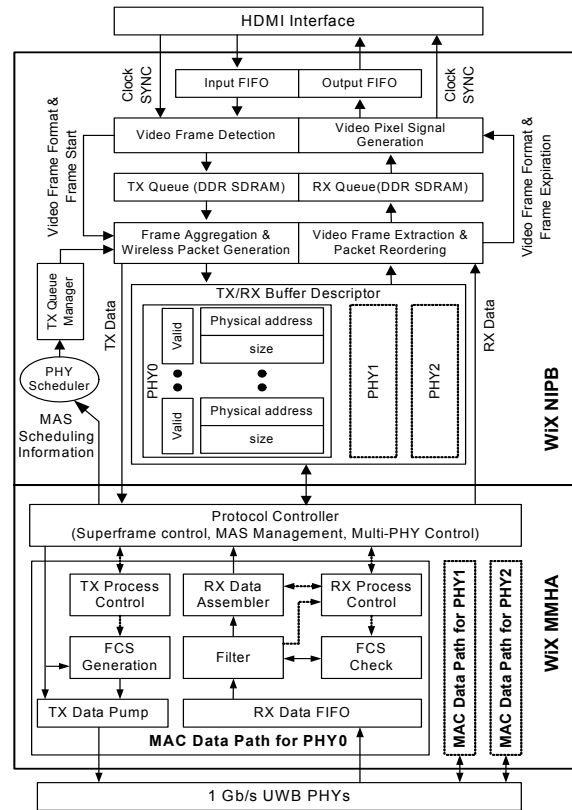 HDMI Interface
Clock
SYNC
Input FIFO
Output FIFO
Clock
SYNC
Video Frame Format &
Frame Start
Video Frame Detection
Video Pixel Signal
Generation
Video Frame Format &
Frame Expiration
TX Queue (DDR SDRAM)
RX Queue(DDR SDRAM)
Frame Aggregation &
Wireless Packet Generation
Video Frame Extraction &
Packet Reordering
TX Queue
Manager
TX Data
TX/RX Buffer Descriptor
RX Data
PHY0
Valid
Physical address
size
Valid
Physical address
size
PHY1
PHY2
PHY
Scheduler
MAS
Scheduling
Information
WiX NIPB
Protocol Controller
(Superframe control, MAS Management, Multi-PHY Control)
TX Process
Control
RX Data
Assembler
RX Process
Control
FCS
Generation
Filter
FCS
Check
TX Data Pump
RX Data FIFO
MAC Data Path for PHY0
MAC Data Path for PHY1
MAC Data Path for PHY2
WiX MMHA
1 Gb/s UWB PHYs